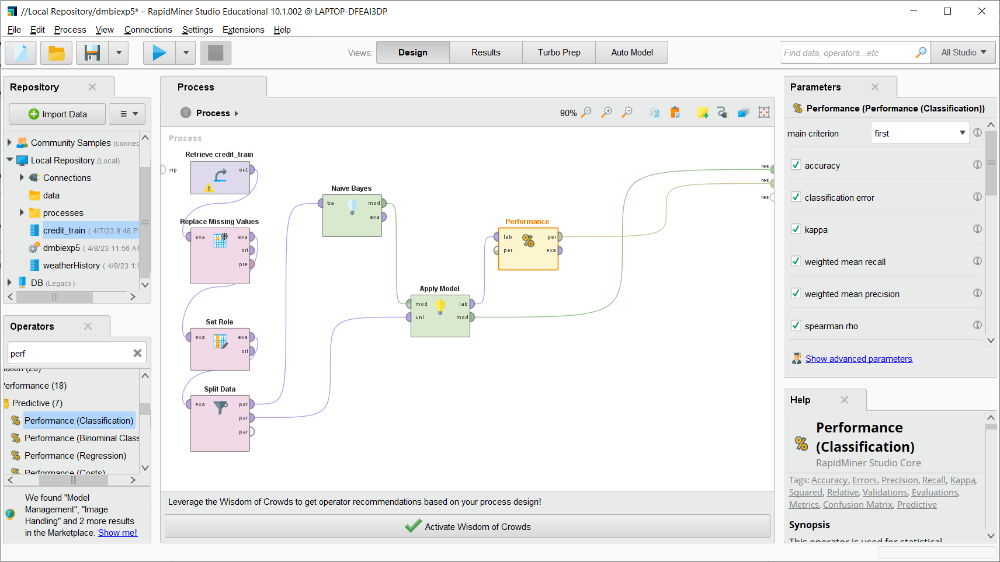 //Local Repository/dmbiexp5* – RapidMiner Studio Educational 10.1.002 @ LAPTOP-DFEAI3DP
File Edit Process View Connections Settings Extensions Help
Views: Design Results Turbo Prep Auto Model
Find data, operators...etc
All Studio
Repository
Import Data
Community Samples (connec
Local Repository (Local)
Connections
data
processes
credit_train ( 4/7/23 9:48 P
dmbiexp5 ( 4/8/23 11:56 AM
weatherHistory ( 4/8/23 1:5
DB (Legacy)
Operators
perf
Performance (18)
Predictive (7)
Performance (Classification)
Performance (Binominal Class
Performance (Regression)
Performance (Costs)
We found "Model
Management", "Image
Handling" and 2 more results
in the Marketplace. Show me!
Process
Process
90%
Process
inp
Retrieve credit_train
out
Replace Missing Values
exa exa
ori
pre
Set Role
exa exa
ori
Split Data
exa par
par
par
Naive Bayes
tra mod
exa
Apply Model
mod lab
unl mod
Performance
lab per
per exa
res
res
res
Leverage the Wisdom of Crowds to get operator recommendations based on your process design!
Activate Wisdom of Crowds
Parameters
Performance (Performance (Classification))
main criterion first
accuracy
classification error
kappa
weighted mean recall
weighted mean precision
spearman rho
Show advanced parameters
Help
Performance
(Classification)
RapidMiner Studio Core
Tags: Accuracy, Errors, Precision, Recall, Kappa,
Squared, Relative, Validations, Evaluations,
Metrics, Confusion Matrix, Predictive
Synopsis
This operator is used for statistical